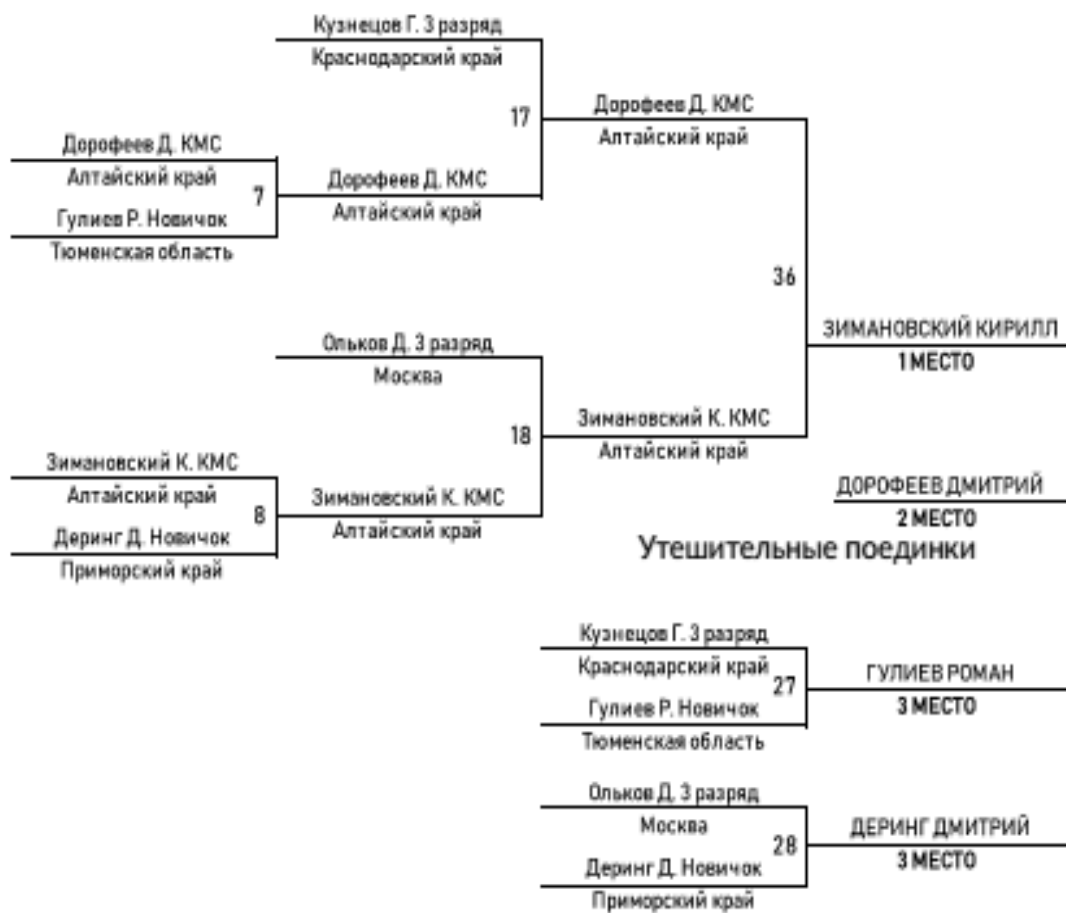 Кузнецов Г. 3 разряд
Краснодарский край
17
Дорофеев Д. КМС
Алтайский край
Дорофеев Д. КМС
Алтайский край
7
Дорофеев Д. КМС
Алтайский край
Гулиев Р. Новичок
Тюменская область
36
ЗИМАНОВСКИЙ КИРИЛЛ
1 МЕСТО
Ольков Д. 3 разряд
Москва
18
Зимановский К. КМС
Алтайский край
Зимановский К. КМС
Алтайский край
8
Зимановский К. КМС
Алтайский край
Деринг Д. Новичок
Приморский край
ДОРОФЕЕВ ДМИТРИЙ
2 МЕСТО
Утешительные поединки
Кузнецов Г. 3 разряд
Краснодарский край
27
ГУЛИЕВ РОМАН
3 МЕСТО
Гулиев Р. Новичок
Тюменская область
Ольков Д. 3 разряд
Москва
28
ДЕРИНГ ДМИТРИЙ
3 МЕСТО
Деринг Д. Новичок
Приморский край